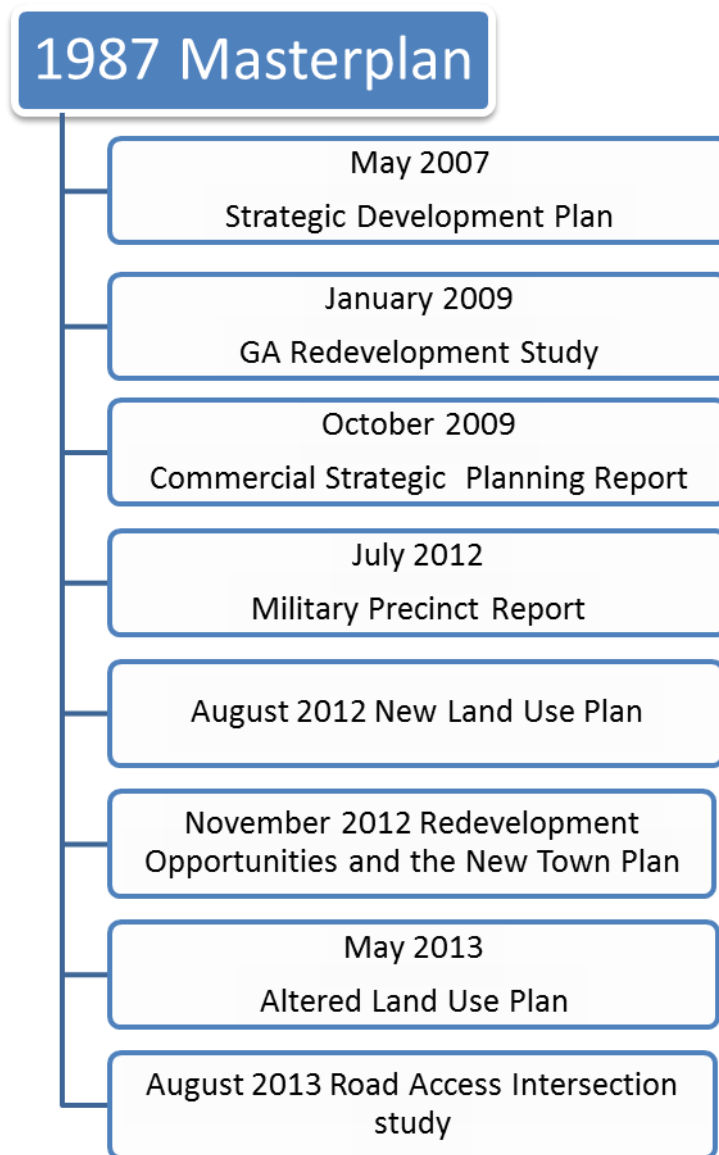 1987 Masterplan
May 2007
Strategic Development Plan
January 2009
GA Redevelopment Study
October 2009
Commercial Strategic Planning Report
July 2012
Military Precinct Report
August 2012 New Land Use Plan
November 2012 Redevelopment
Opportunities and the New Town Plan
May 2013
Altered Land Use Plan
August 2013 Road Access Intersection
study